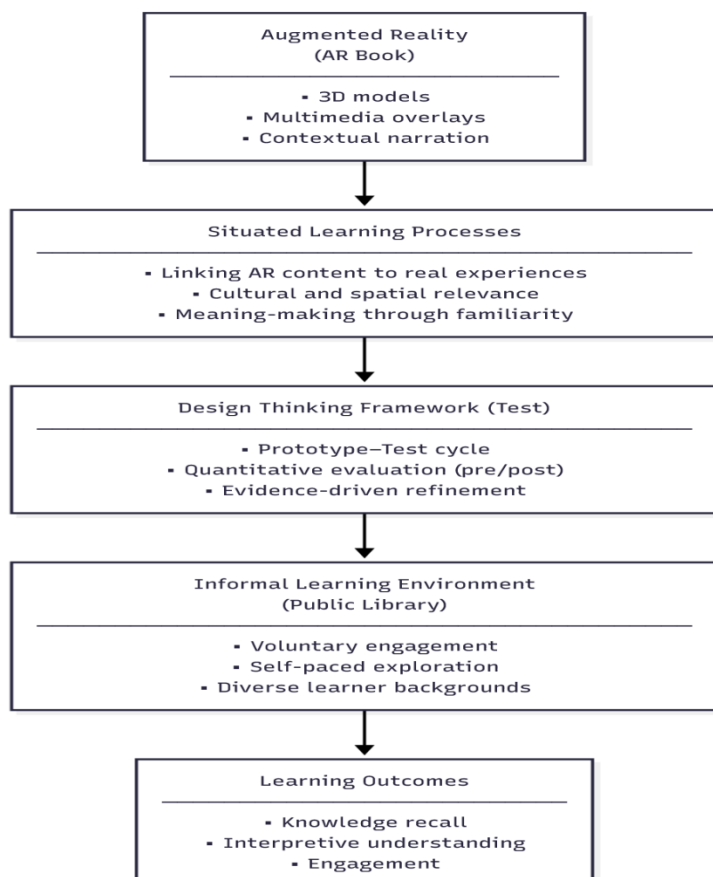 Augmented Reality
(AR Book)
▪ 3D models
▪ Multimedia overlays
▪ Contextual narration
Situated Learning Processes
▪ Linking AR content to real experiences
▪ Cultural and spatial relevance
▪ Meaning-making through familiarity
Design Thinking Framework (Test)
▪ Prototype–Test cycle
▪ Quantitative evaluation (pre/post)
▪ Evidence-driven refinement
Informal Learning Environment
(Public Library)
▪ Voluntary engagement
▪ Self-paced exploration
▪ Diverse learner backgrounds
Learning Outcomes
▪ Knowledge recall
▪ Interpretive understanding
▪ Engagement